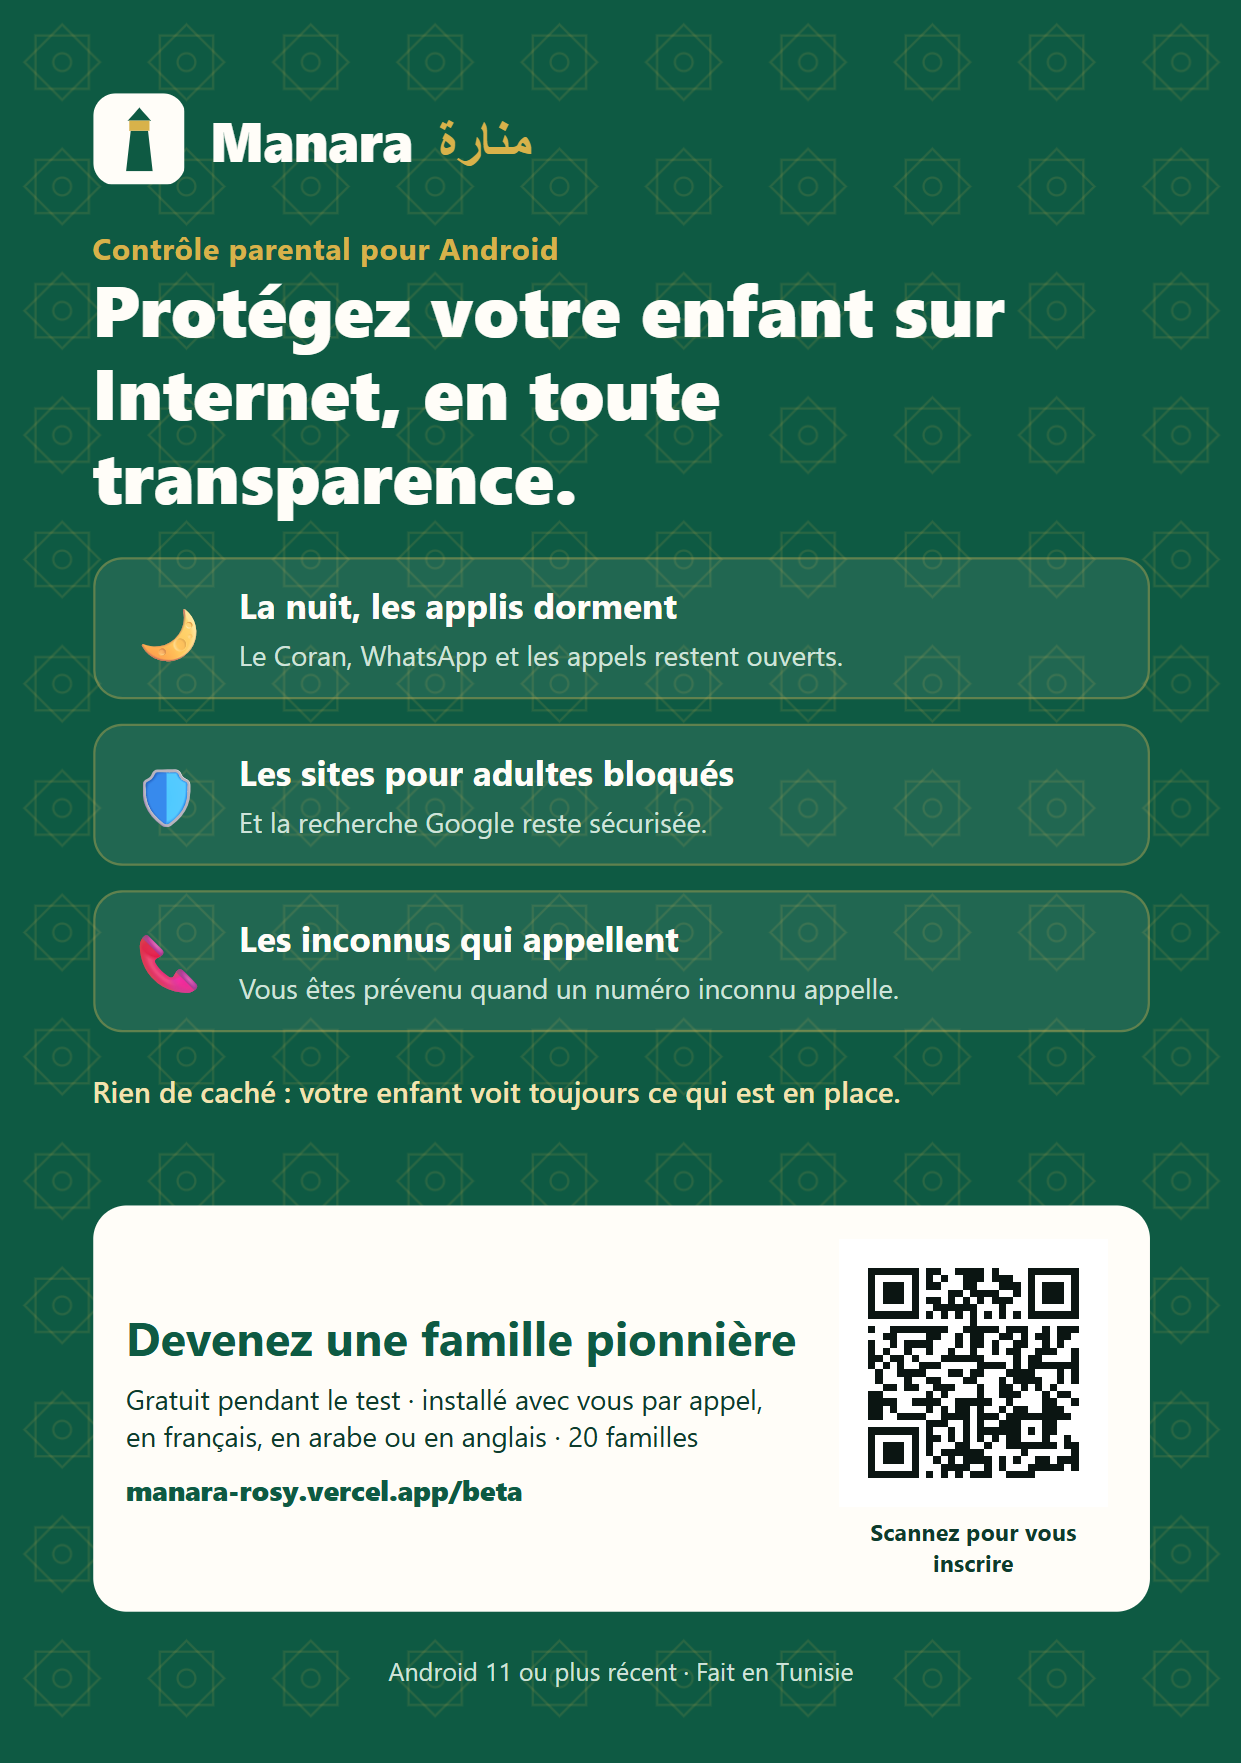 Manara منارة
Contrôle parental pour Android
Protégez votre enfant sur
Internet, en toute
transparence.
La nuit, les applis dorment
Le Coran, WhatsApp et les appels restent ouverts.
Les sites pour adultes bloqués
Et la recherche Google reste sécurisée.
Les inconnus qui appellent
Vous êtes prévenu quand un numéro inconnu appelle.
Rien de caché : votre enfant voit toujours ce qui est en place.
Devenez une famille pionnière
Gratuit pendant le test · installé avec vous par appel,
en français, en arabe ou en anglais · 20 familles
manara-rosy.vercel.app/beta
Scannez pour vous
inscrire
Android 11 ou plus récent · Fait en Tunisie